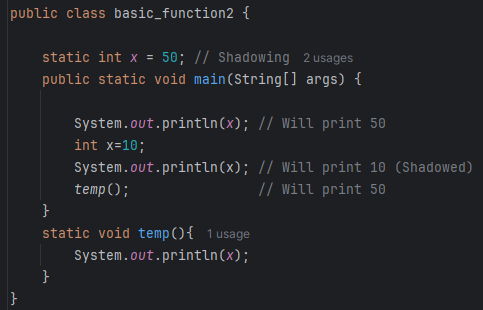 public class basic_function2 {
static int x = 50; // Shadowing 2 usages
public static void main(String[] args) {
System.out.println(x); // Will print 50
int x=10;
System.out.println(x); // Will print 10 (Shadowed)
temp(); // Will print 50
}
static void temp(){ 1 usage
System.out.println(x);
}
}